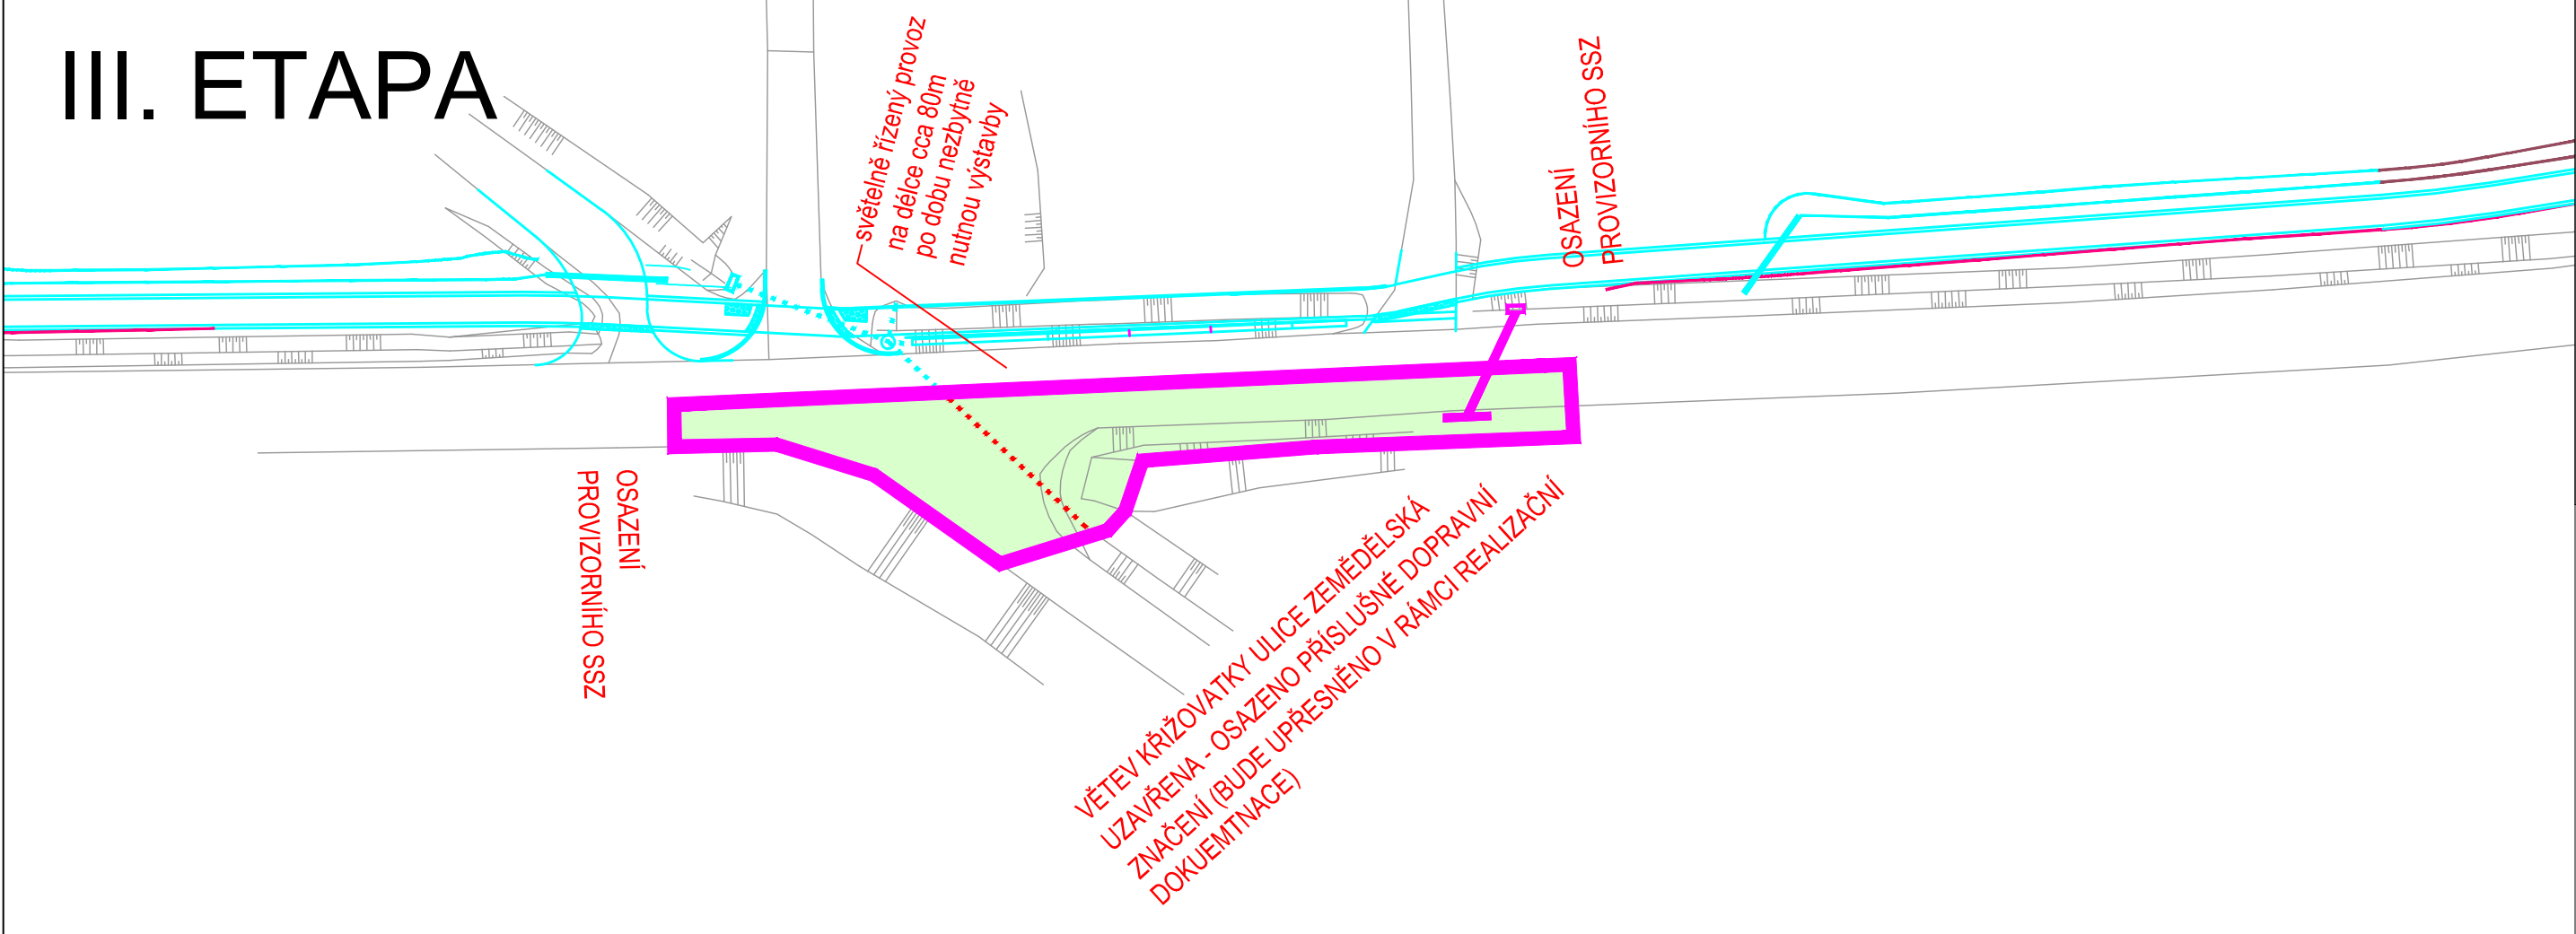 III. ETAPA
světelně řízený provoz
na délce cca 80m
po dobu nezbytně
nutnou výstavby
OSAZENÍ
PROVIZORNÍHO SSZ
OSAZENÍ
PROVIZORNÍHO SSZ
VĚTEV KŘIŽOVATKY ULICE ZEMĚDĚLSKÁ
UZAVŘENA - OSAZENO PŘÍSLUŠNÉ DOPRAVNÍ
ZNAČENÍ (BUDE UPŘESNĚNO V RÁMCI REALIZAČNÍ
DOKUEMTNACE)